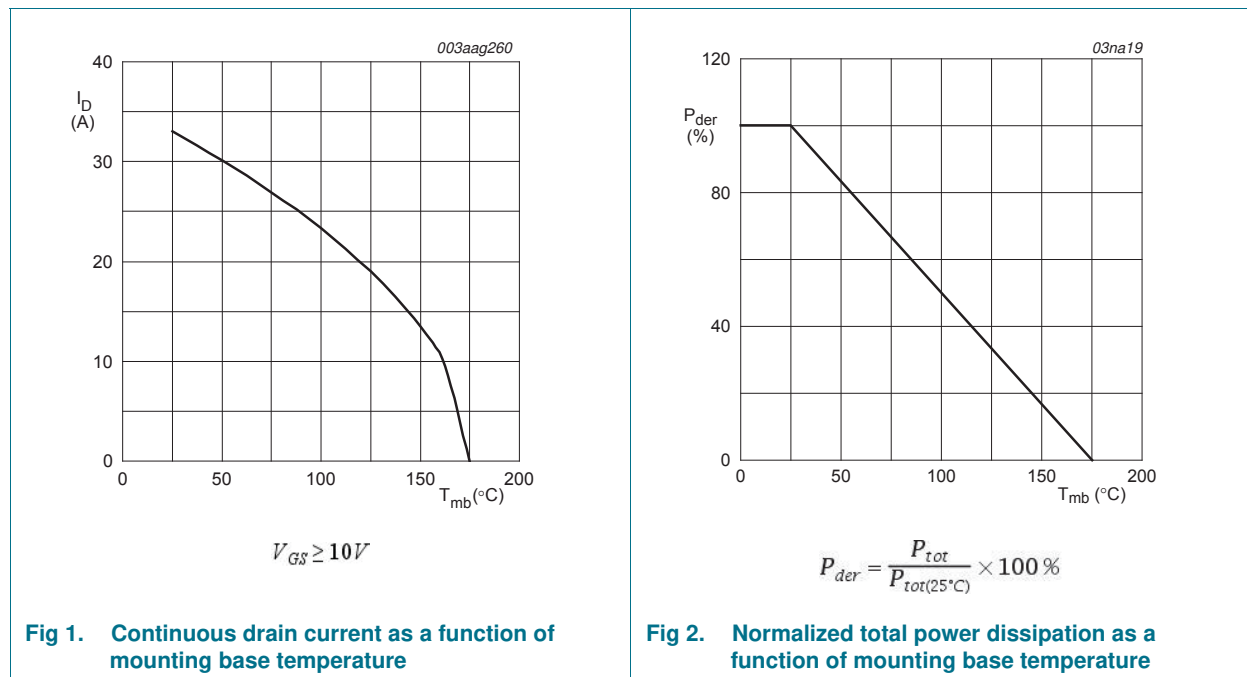 003aag260
40
I_D
(A)
30
20
10
0
0 50 100 150 200
T_mb(°C)
V_GS ≥ 10V
Fig 1. Continuous drain current as a function of
mounting base temperature
03na19
120
P_der
(%)
80
40
0
0 50 100 150 200
T_mb (°C)
P_der = P_tot / P_tot(25°C) × 100 %
Fig 2. Normalized total power dissipation as a
function of mounting base temperature